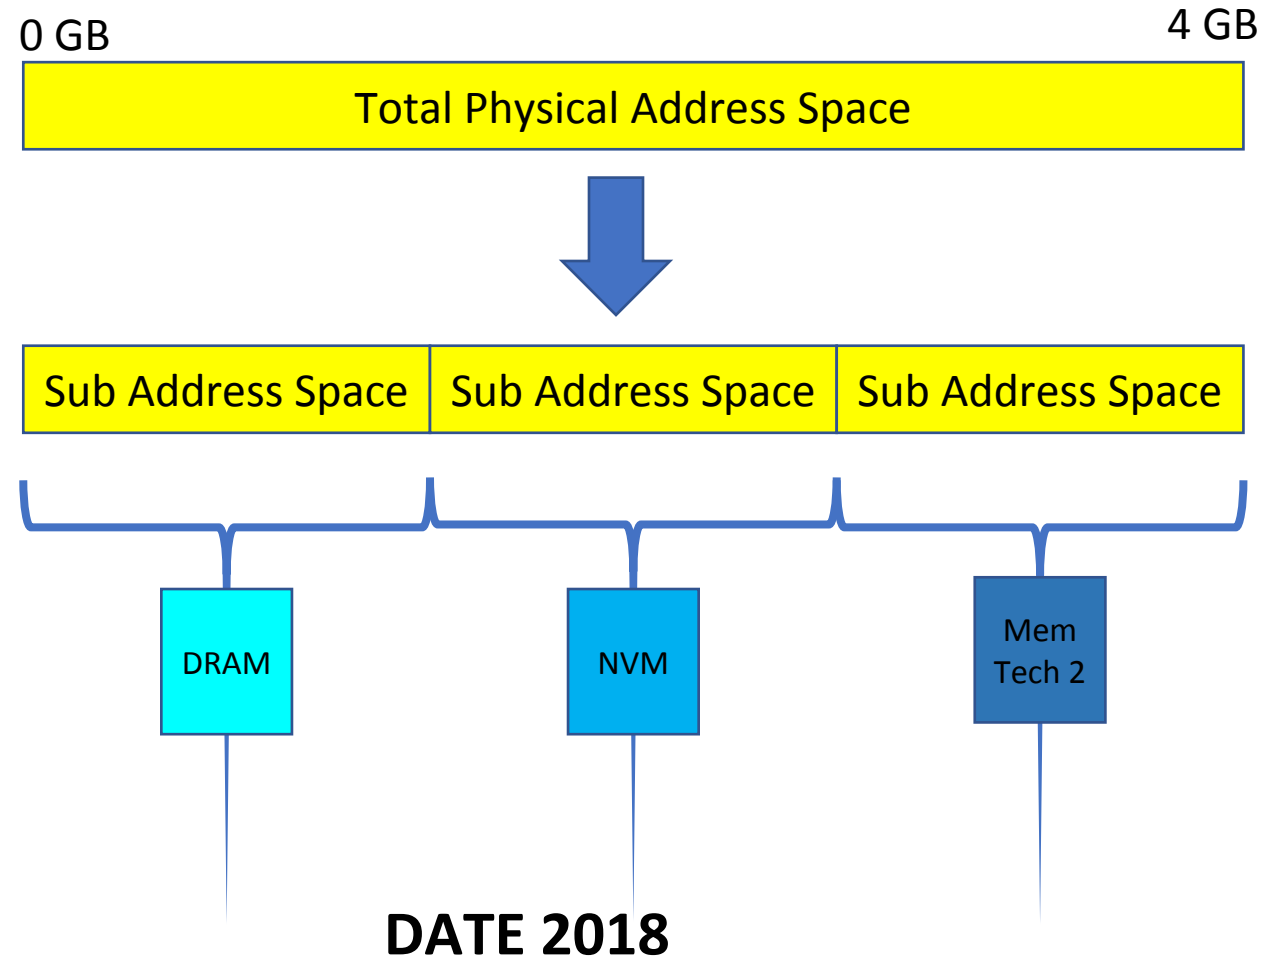 0 GB
4 GB
Total Physical Address Space
Sub Address Space
Sub Address Space
Sub Address Space
DRAM
NVM
Mem
Tech 2
DATE 2018